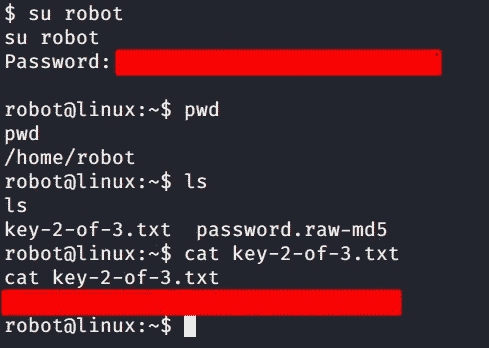 $ su robot
su robot
Password:
robot@linux:~$ pwd
pwd
/home/robot
robot@linux:~$ ls
ls
key-2-of-3.txt  password.raw-md5
robot@linux:~$ cat key-2-of-3.txt
cat key-2-of-3.txt
robot@linux:~$